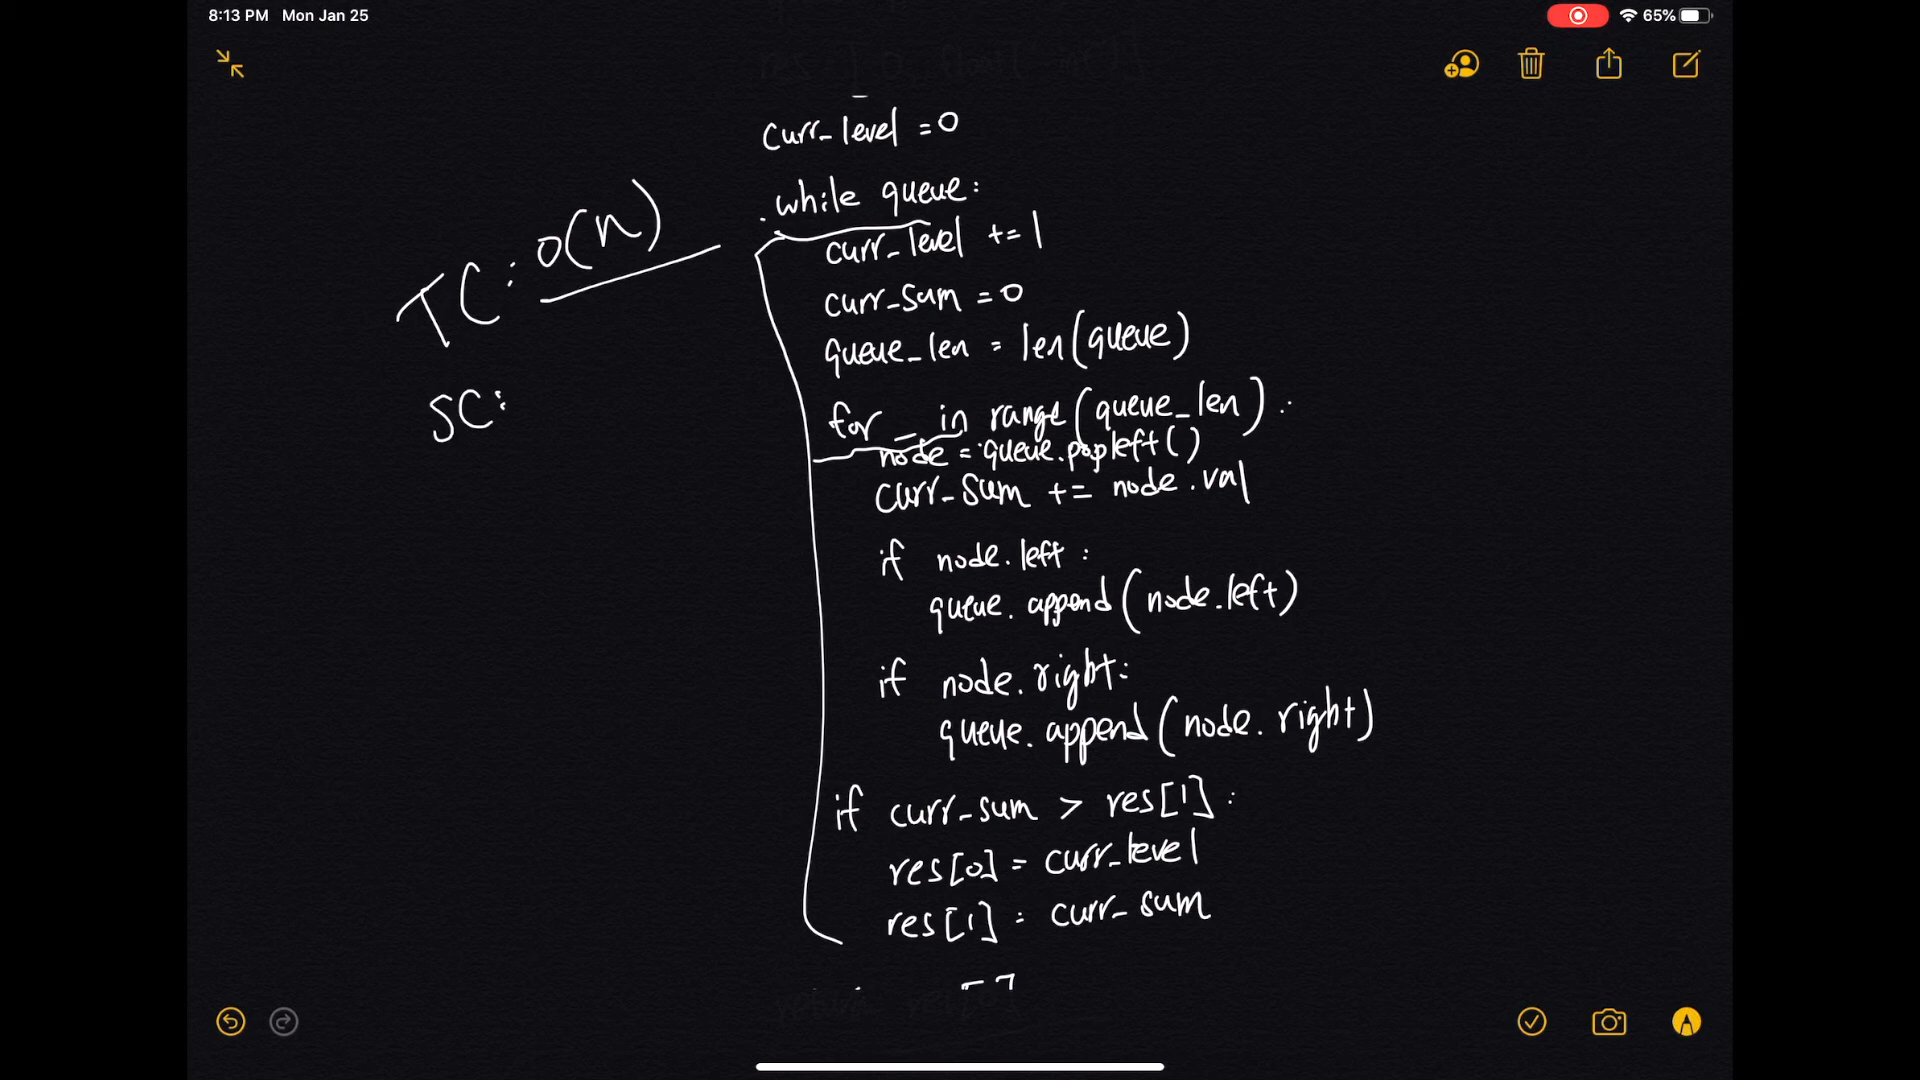 8:13 PM Mon Jan 25
65%
curr_level = 0
while queue:
curr_level += 1
curr_sum = 0
queue_len = len(queue)
for _ in range(queue_len):
node = queue.popleft()
curr_sum += node.val
if node.left:
queue.append(node.left)
if node.right:
queue.append(node.right)
if curr_sum > res[1]:
res[0] = curr_level
res[1] = curr_sum
TC: O(n)
SC: